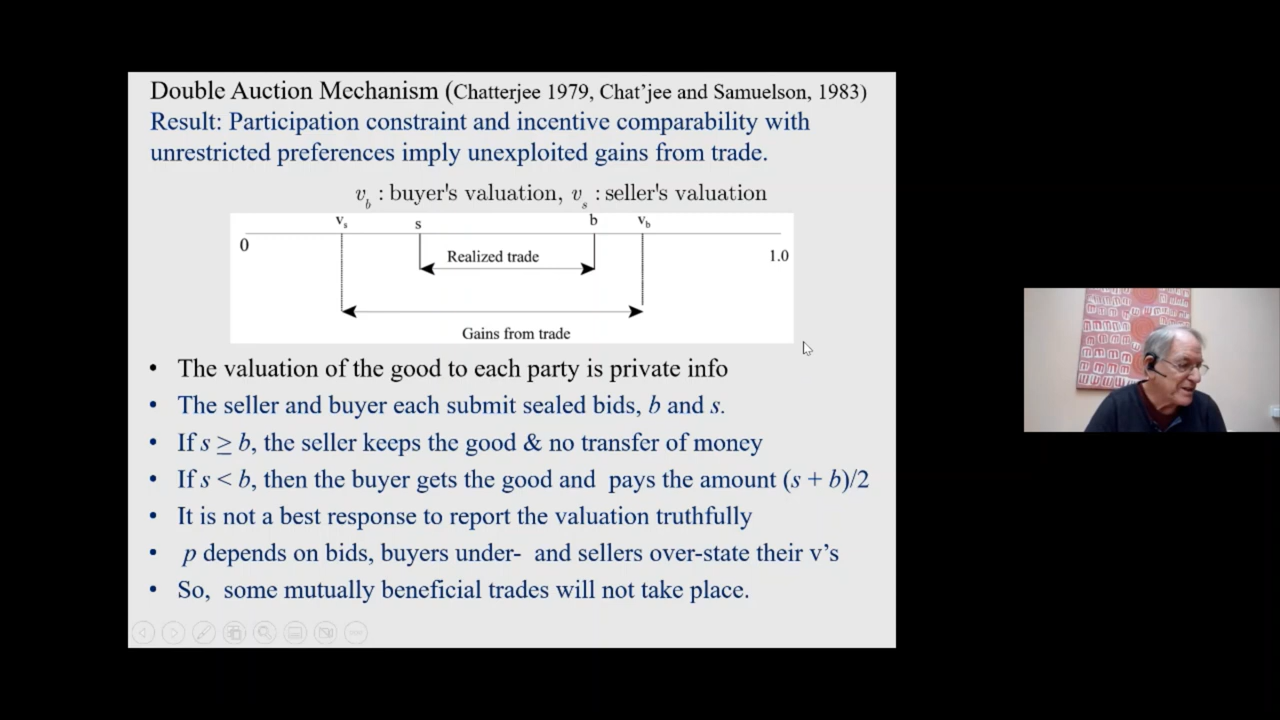 Double Auction Mechanism (Chatterjee 1979, Chat'jee and Samuelson, 1983)
Result: Participation constraint and incentive comparability with
unrestricted preferences imply unexploited gains from trade.
v_b : buyer's valuation, v_s : seller's valuation
v_s s b v_b
0
1.0
Realized trade
Gains from trade
• The valuation of the good to each party is private info
• The seller and buyer each submit sealed bids, b and s.
• If s ≥ b, the seller keeps the good & no transfer of money
• If s < b, then the buyer gets the good and pays the amount (s + b)/2
• It is not a best response to report the valuation truthfully
• p depends on bids, buyers under- and sellers over-state their v's
• So, some mutually beneficial trades will not take place.